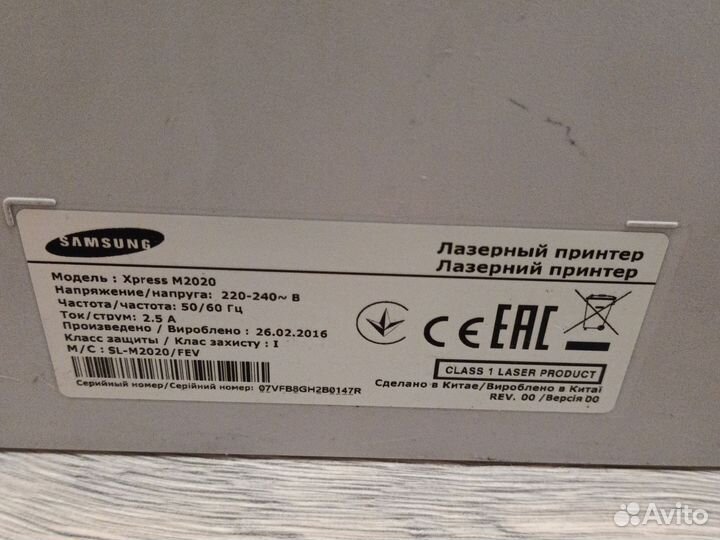 SAMSUNG
Лазерный принтер
Лазерний принтер
Модель : Xpress M2020
Напряжение/напруга: 220-240~ В
Частота/частота: 50/60 Гц
Ток/струм: 2.5 A
Произведено / Вироблено : 26.02.2016
Класс защиты / Клас захисту : I
M/C : SL-M2020/FEV
Серийный номер/Серійний номер: 07VFB8GH2B0147R
CE EAC
CLASS 1 LASER PRODUCT
Сделано в Китае/Вироблено в Китаї
REV. 00 /Версія 00
Avito